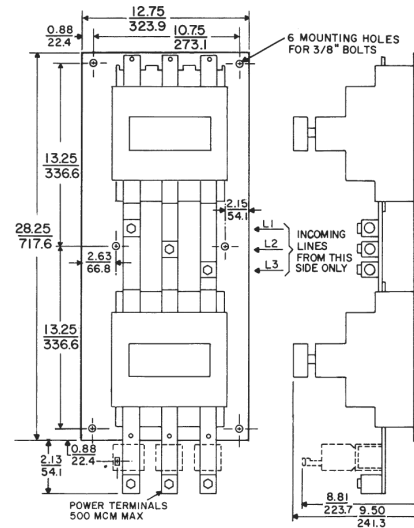 12.75
323.9
0.88
22.4
10.75
273.1
6 MOUNTING HOLES
FOR 3/8" BOLTS
13.25
336.6
28.25
717.6
2.15
54.1
L1
L2
L3
INCOMING
LINES
FROM THIS
SIDE ONLY
2.63
66.8
13.25
336.6
0.88
22.4
2.13
54.1
POWER TERMINALS
500 MCM MAX
8.81
223.7
9.50
241.3